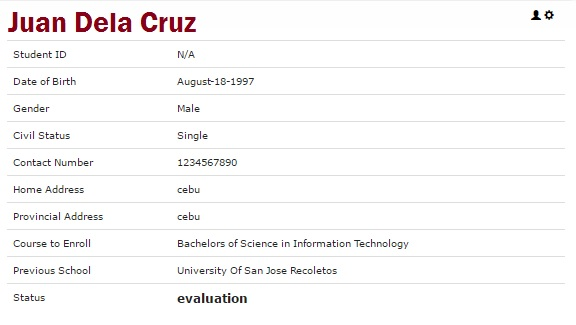 Juan Dela Cruz
Student ID N/A
Date of Birth August-18-1997
Gender Male
Civil Status Single
Contact Number 1234567890
Home Address cebu
Provincial Address cebu
Course to Enroll Bachelors of Science in Information Technology
Previous School University Of San Jose Recoletos
Status evaluation